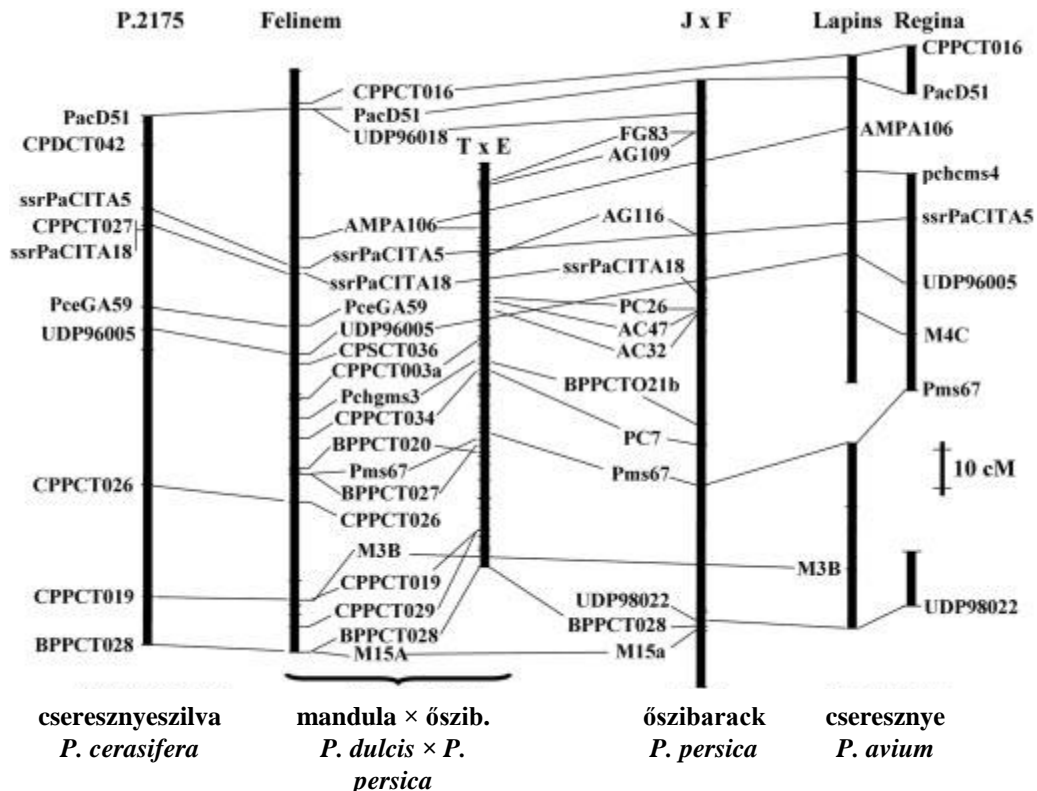 P.2175
Felinem
J x F
Lapins
Regina
PacD51
CPDCT042
ssrPaCITA5
CPPCT027
ssrPaCITA18
PceGA59
UDP96005
CPPCT026
CPPCT019
BPPCT028
CPPCT016
PacD51
UDP96018
T x E
AMPA106
ssrPaCITA5
ssrPaCITA18
PceGA59
UDP96005
CPSCT036
CPPCT003a
Pchgms3
CPPCT034
BPPCT020
Pms67
BPPCT027
CPPCT026
M3B
CPPCT019
CPPCT029
BPPCT028
M15A
FG83
AG109
AG116
ssrPaCITA18
PC26
AC47
AC32
BPPCTO21b
PC7
Pms67
UDP98022
BPPCT028
M15a
M3B
CPPCT016
PacD51
AMPA106
pchcms4
ssrPaCITA5
UDP96005
M4C
Pms67
10 cM
UDP98022
cseresznyeszilva
P. cerasifera
mandula × őszib.
P. dulcis × P.
persica
őszibarack
P. persica
cseresznye
P. avium